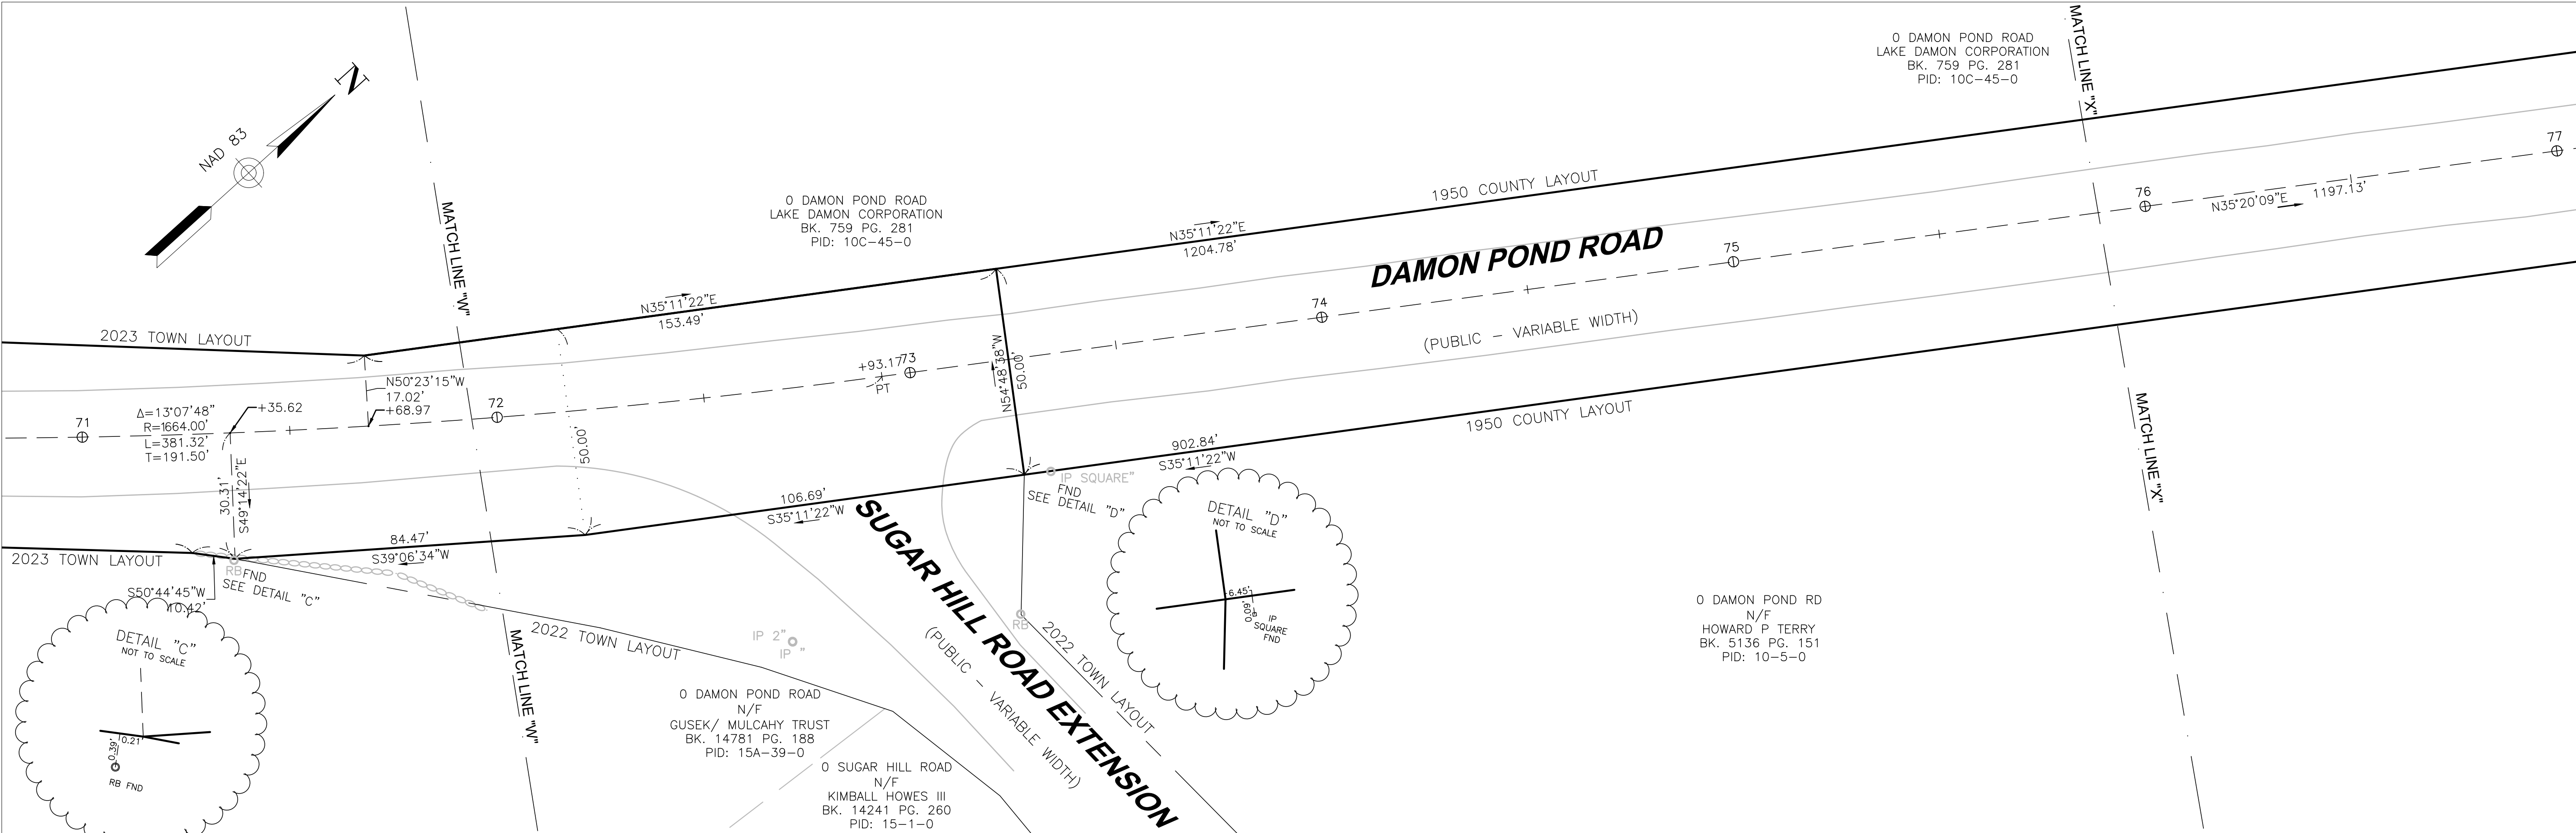 N
NAD 83
MATCH LINE "W"
0 DAMON POND ROAD
LAKE DAMON CORPORATION
BK. 759 PG. 281
PID: 10C-45-0
MATCH LINE "X"
0 DAMON POND ROAD
LAKE DAMON CORPORATION
BK. 759 PG. 281
PID: 10C-45-0
1950 COUNTY LAYOUT
N35°11'22"E
1204.78'
N35°11'22"E
153.49'
2023 TOWN LAYOUT
DAMON POND ROAD
(PUBLIC - VARIABLE WIDTH)
71
72
73
74
75
76
77
N35°20'09"E
1197.13'
+93.17
PT
N54°48'38"W
50.00'
N50°23'15"W
17.02'
+68.97
+35.62
Δ=13°07'48"
R=1664.00'
L=381.32'
T=191.50'
30.31'
S49°14'22"E
50.00'
1950 COUNTY LAYOUT
902.84'
S35°11'22"W
IP SQUARE"
FND
SEE DETAIL "D"
106.69'
S35°11'22"W
84.47'
S39°06'34"W
2023 TOWN LAYOUT
RB FND
SEE DETAIL "C"
S50°44'45"W
10.42'
DETAIL "C"
NOT TO SCALE
0.21'
0.39'
RB FND
MATCH LINE "W"
2022 TOWN LAYOUT
IP 2"
IP "
SUGAR HILL ROAD EXTENSION
(PUBLIC - VARIABLE WIDTH)
RB
2022 TOWN LAYOUT
DETAIL "D"
NOT TO SCALE
6.45'
0.09'
IP
SQUARE
FND
0 DAMON POND ROAD
N/F
GUSEK/ MULCAHY TRUST
BK. 14781 PG. 188
PID: 15A-39-0
0 SUGAR HILL ROAD
N/F
KIMBALL HOWES III
BK. 14241 PG. 260
PID: 15-1-0
0 DAMON POND RD
N/F
HOWARD P TERRY
BK. 5136 PG. 151
PID: 10-5-0
MATCH LINE "X"